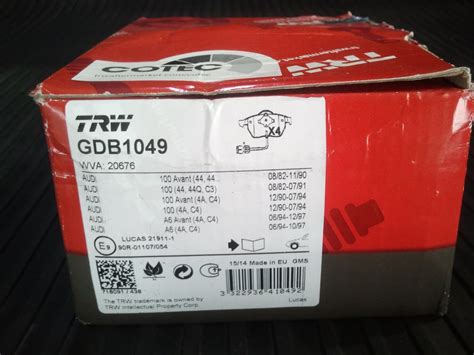 COTEC
TRW
TRW
GDB1049
WVA: 20676
X4
AUDI 100 Avant (44, 44... 08/82-11/90
AUDI 100 (44, 44Q, C3) 08/82-07/91
AUDI 100 Avant (4A, C4) 12/90-07/94
AUDI 100 (4A, C4) 12/90-07/94
AUDI A6 Avant (4A, C4) 06/94-12/97
AUDI A6 (4A, C4) 06/94-10/97
LUCAS 21911-1
90R-01107/054
15/14 Made in EU GMS
The TRW trademark is owned by
TRW Intellectual Property Corp.
3 322936 410492
Lucas